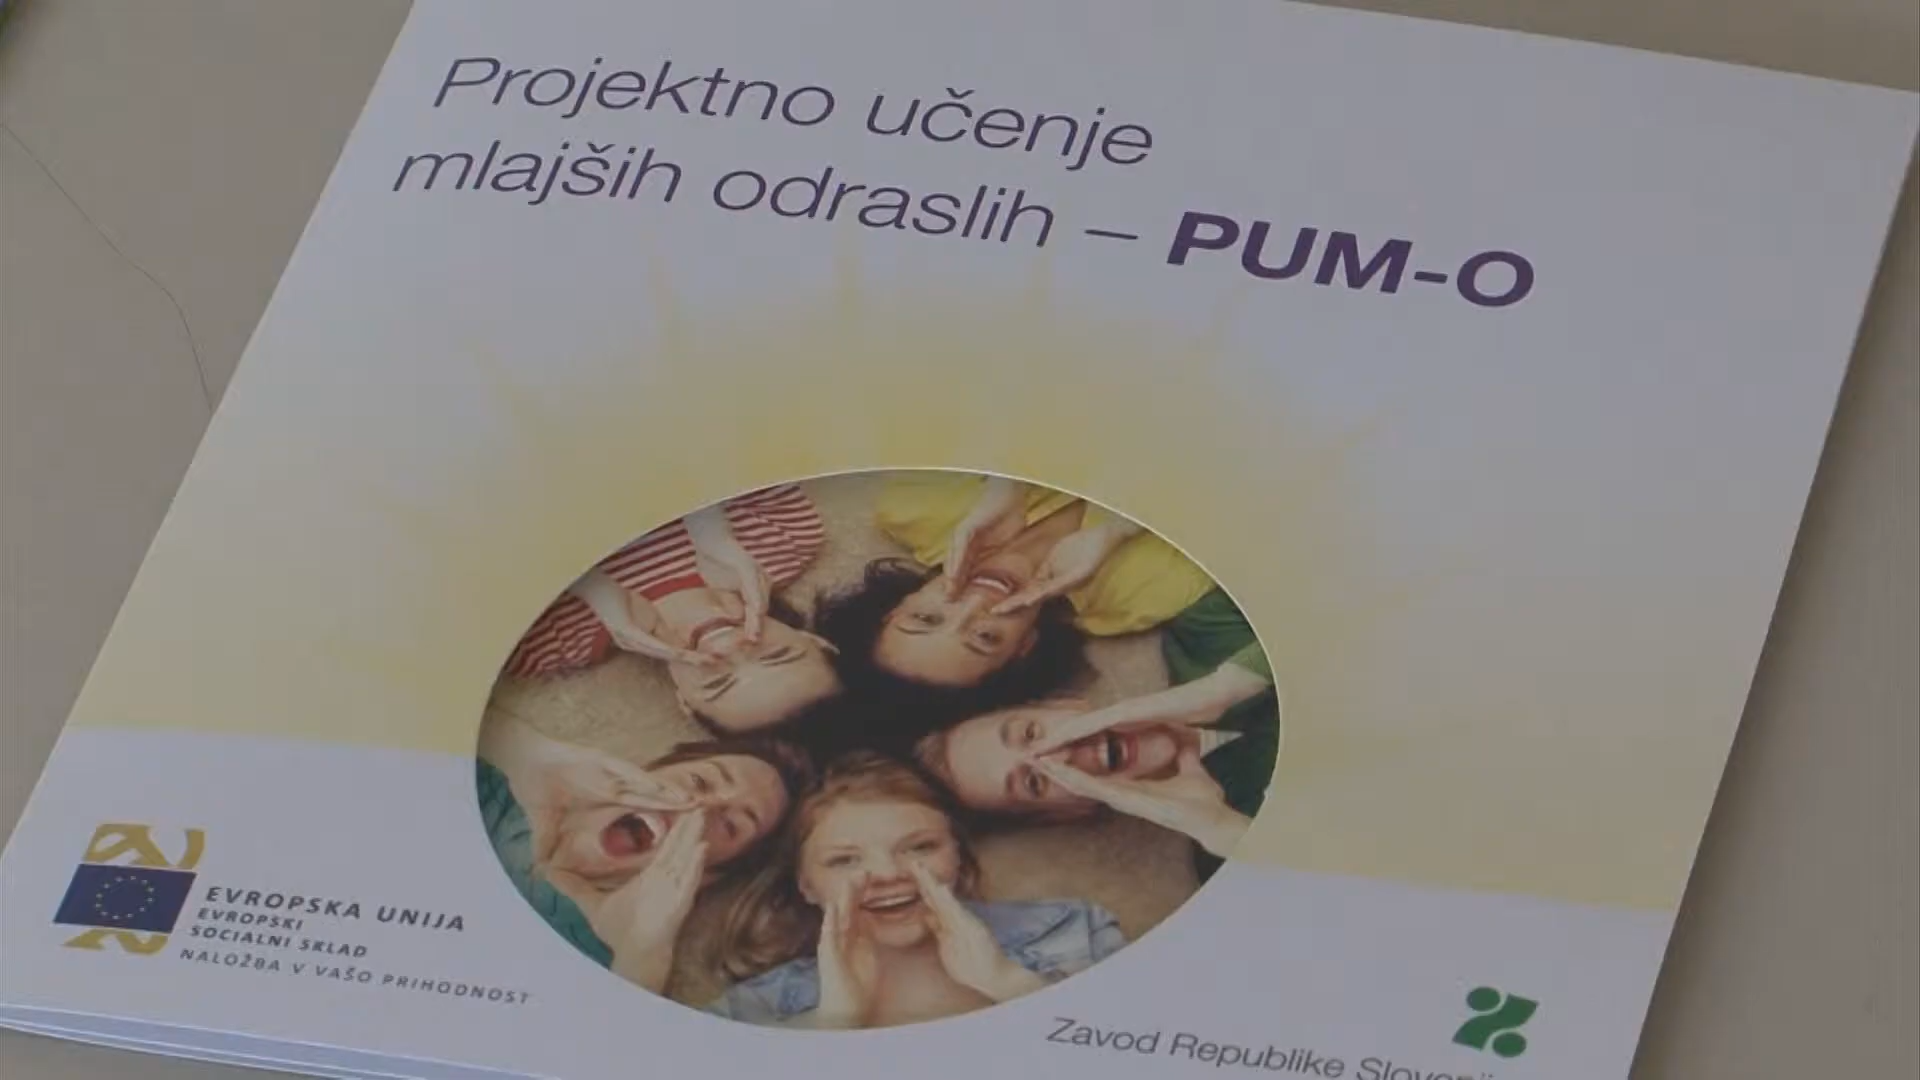 Projektno učenje
mlajših odraslih – PUM-O
EVROPSKA UNIJA
EVROPSKI
SOCIALNI SKLAD
NALOŽBA V VAŠO PRIHODNOST
Zavod Republike